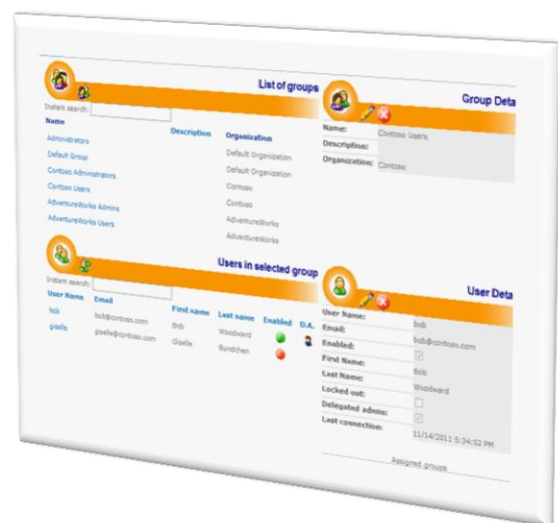 List of groups
Instant search:
Name Description Organization
Administrators Default Organization
Default Group Default Organization
Contoso Administrators Contoso
Contoso Users Contoso
AdventureWorks Admins AdventureWorks
AdventureWorks Users AdventureWorks
Group Deta
Name: Contoso Users
Description:
Organization: Contoso
Users in selected group
Instant search:
User Name Email First name Last name Enabled D.A.
bob bob@contoso.com Bob Woodward
giselle giselle@contoso.com Giselle Bundchen
User Deta
User Name: bob
Email: bob@contoso.com
Enabled:
First Name: Bob
Last Name: Woodward
Locked out:
Delegated admin:
Last connection: 11/14/2011 5:34:52 PM
Assigned groups